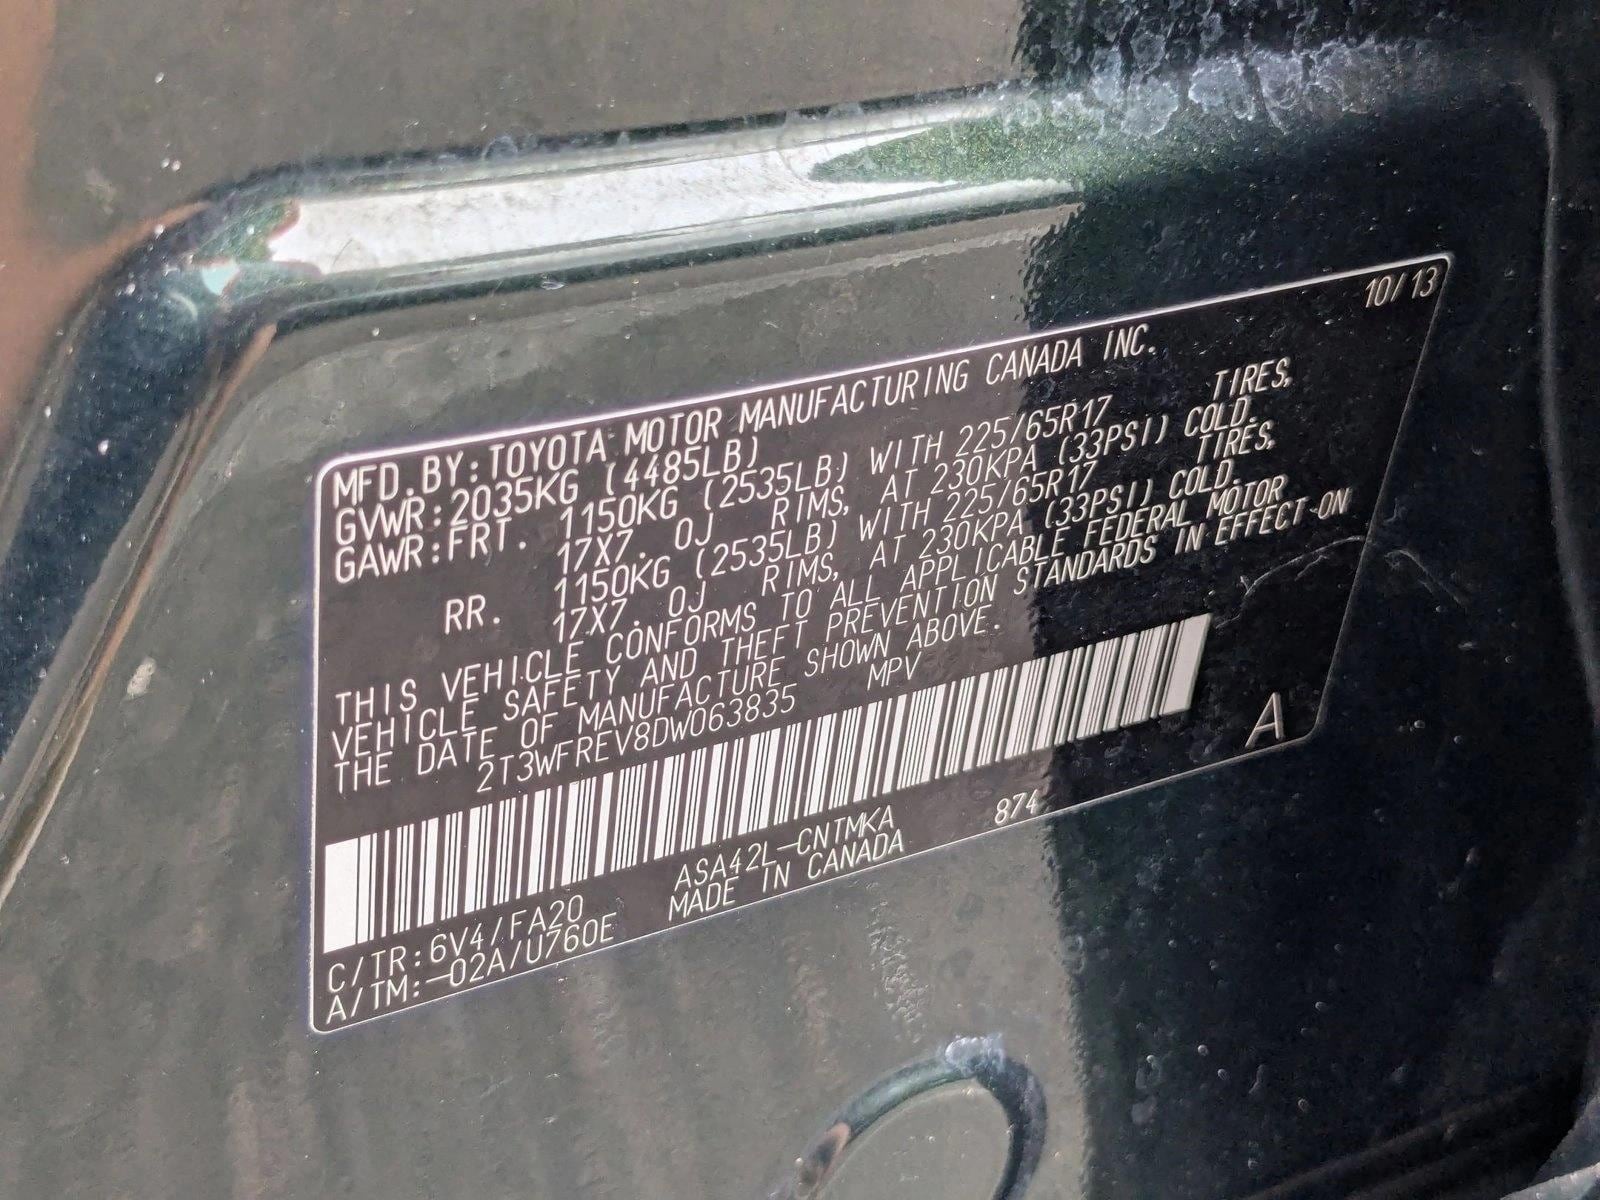 10/13
MFD. BY: TOYOTA MOTOR MANUFACTURING CANADA INC.
GVWR: 2035KG (4485LB)
GAWR: FRT. 1150KG (2535LB) WITH 225/65R17 TIRES,
17X7.0J RIMS, AT 230KPA (33PSI) COLD.
RR. 1150KG (2535LB) WITH 225/65R17 TIRES,
17X7.0J RIMS, AT 230KPA (33PSI) COLD.
THIS VEHICLE CONFORMS TO ALL APPLICABLE FEDERAL MOTOR
VEHICLE SAFETY AND THEFT PREVENTION STANDARDS IN EFFECT ON
THE DATE OF MANUFACTURE SHOWN ABOVE.
2T3WFREV8DW063835 MPV
A
C/TR: 6V4/FA20 ASA42L-CNTMKA 874
A/TM: -02A/U760E MADE IN CANADA